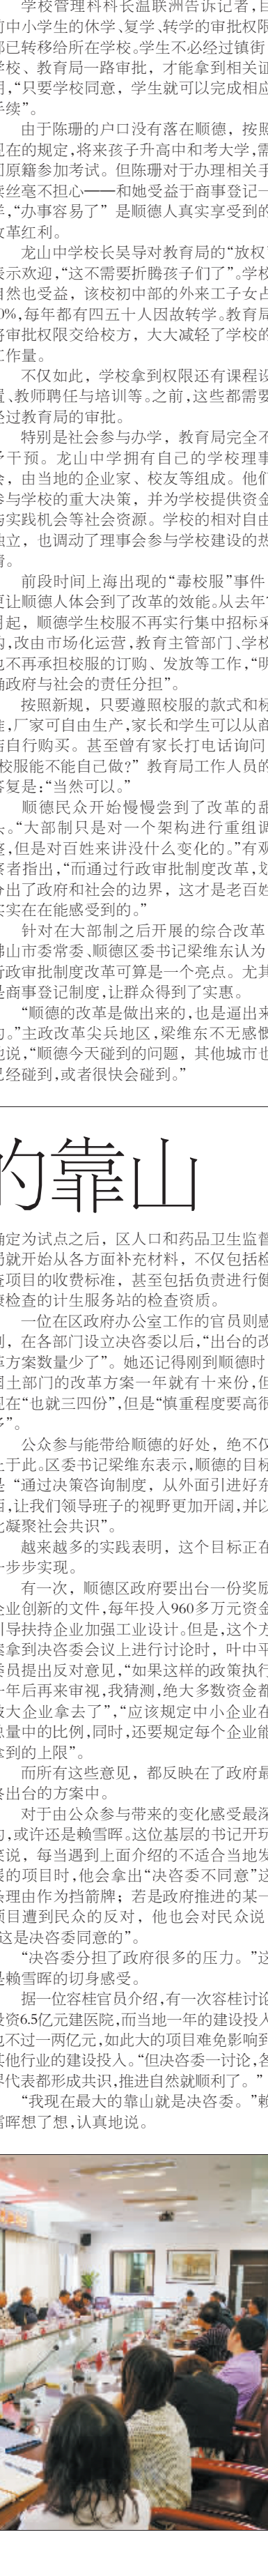 学校管理科科长温联洲告诉记者,目
前中小学生的休学、复学、转学的审批权限
都已转移给所在学校。学生不必经过镇街、
学校、教育局一路审批，才能拿到相关证
明,“只要学校同意，学生就可以完成相应
手续”。
由于陈珊的户口没有落在顺德，按照
现在的规定,将来孩子升高中和考大学,需
回原籍参加考试。但陈珊对于办理相关手
续丝毫不担心——和她受益于商事登记一
样,“办事容易了”是顺德人真实享受到的
改革红利。
龙山中学校长吴导对教育局的“放权”
表示欢迎,“这不需要折腾孩子们了”。学校
自然也受益，该校初中部的外来工子女占
0%,每年都有四五十人因故转学。教育局
将审批权限交给校方，大大减轻了学校的
工作量。
不仅如此，学校拿到权限还有课程设
置、教师聘任与培训等。之前,这些都需要
经过教育局的审批。
特别是社会参与办学，教育局完全不
予干预。龙山中学拥有自己的学校理事
会，由当地的企业家、校友等组成。他们
参与学校的重大决策，并为学校提供资金
与实践机会等社会资源。学校的相对自由
独立，也调动了理事会参与学校建设的热
情。
前段时间上海出现的“毒校服”事件，
更让顺德人体会到了改革的效能。从去年
月起，顺德学生校服不再实行集中招标采
购,改由市场化运营,教育主管部门、学校
也不再承担校服的订购、发放等工作,“明
确政府与社会的责任分担”。
按照新规，只要遵照校服的款式和标
准,厂家可自由生产,家长和学生可以从商
店自行购买。甚至曾有家长打电话询问，
“校服能不能自己做?”教育局工作人员的
答复是:“当然可以。”
顺德民众开始慢慢尝到了改革的甜
头。“大部制只是对一个架构进行重组调
整,但是对百姓来讲没什么变化的。”有观
察者指出,“而通过行政审批制度改革,划
分出了政府和社会的边界，这才是老百姓
实实在在能感受到的。”
针对在大部制之后开展的综合改革，
佛山市委常委、顺德区委书记梁维东认为，
行政审批制度改革可算是一个亮点。尤其
是商事登记制度,让群众得到了实惠。
“顺德的改革是做出来的,也是逼出来
的。”主政改革尖兵地区,梁维东不无感慨
地说,“顺德今天碰到的问题，其他城市也
已经碰到,或者很快会碰到。”
的靠山
确定为试点之后，区人口和药品卫生监督
局就开始从各方面补充材料，不仅包括检
查项目的收费标准，甚至包括负责进行健
康检查的计生服务站的检查资质。
一位在区政府办公室工作的官员则感
到，在各部门设立决咨委以后,“出台的改
革方案数量少了”。她还记得刚到顺德时，
国土部门的改革方案一年就有十来份,但
现在“也就三四份”,但是“慎重程度要高很
多”。
公众参与能带给顺德的好处，绝不仅
止于此。区委书记梁维东表示,顺德的目标
是“通过决策咨询制度，从外面引进好东
西,让我们领导班子的视野更加开阔,并以
此凝聚社会共识”。
越来越多的实践表明，这个目标正在
一步步实现。
有一次，顺德区政府要出台一份奖励
企业创新的文件,每年投入960多万元资金
引导扶持企业加强工业设计。但是,这个方
案拿到决咨委会议上进行讨论时，叶中平
委员提出反对意见,“如果这样的政策执行
一年后再来审视,我猜测,绝大多数资金都
被大企业拿去了”,“应该规定中小企业在
总量中的比例,同时,还要规定每个企业能
拿到的上限”。
而所有这些意见，都反映在了政府最
终出台的方案中。
对于由公众参与带来的变化感受最深
的,或许还是赖雪晖。这位基层的书记开玩
笑说，每当遇到上面介绍的不适合当地发
展的项目时,他会拿出“决咨委不同意”这
条理由作为挡箭牌；若是政府推进的某一
项目遭到民众的反对，他也会对民众说，
“这是决咨委同意的”。
“决咨委分担了政府很多的压力。”这
是赖雪晖的切身感受。
据一位容桂官员介绍,有一次容桂讨论
投资6.5亿元建医院,而当地一年的建设投入
也不过一两亿元,如此大的项目难免影响到
其他行业的建设投入。“但决咨委一讨论,各
界代表都形成共识,推进自然就顺利了。”
“我现在最大的靠山就是决咨委。”赖
雪晖想了想,认真地说。